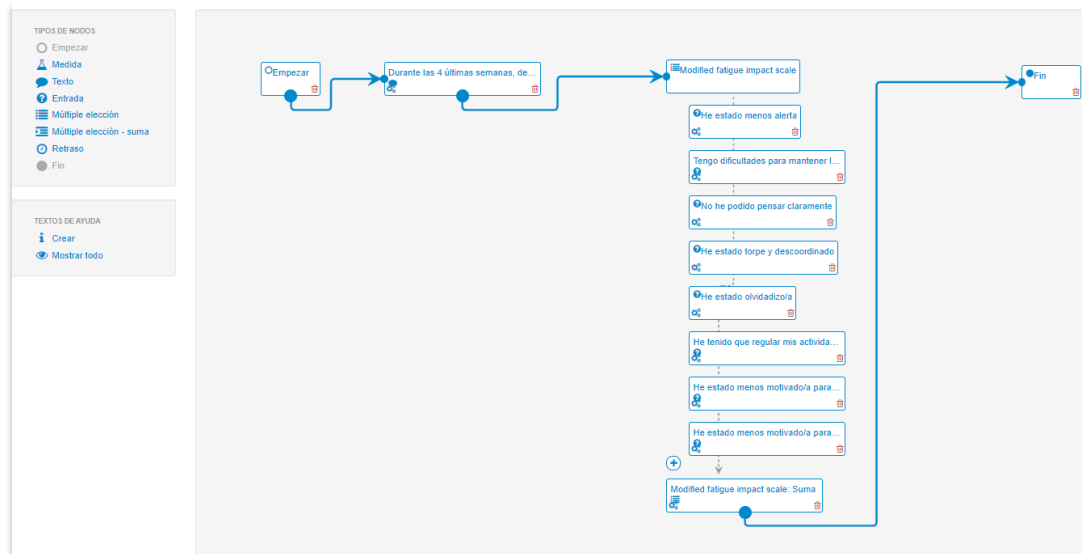 TIPOS DE NODOS
Empezar
Medida
Texto
Entrada
Múltiple elección
Múltiple elección - suma
Retraso
Fin
TEXTOS DE AYUDA
Crear
Mostrar todo
Empezar
Durante las 4 últimas semanas, de...
Modified fatigue impact scale
He estado menos alerta
Tengo dificultades para mantener l...
No he podido pensar claramente
He estado torpe y descoordinado
He estado olvidadizo/a
He tenido que regular mis activida...
He estado menos motivado/a para...
He estado menos motivado/a para...
Modified fatigue impact scale: Suma
Fin